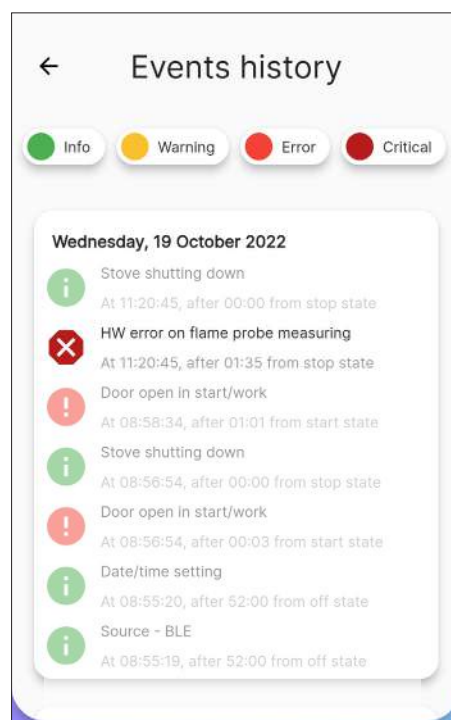 Events history
Info
Warning
Error
Critical
Wednesday, 19 October 2022
Stove shutting down
At 11:20:45, after 00:00 from stop state
HW error on flame probe measuring
At 11:20:45, after 01:35 from stop state
Door open in start/work
At 08:58:34, after 01:01 from start state
Stove shutting down
At 08:56:54, after 00:00 from stop state
Door open in start/work
At 08:56:54, after 00:03 from start state
Date/time setting
At 08:55:20, after 52:00 from off state
Source - BLE
At 08:55:19, after 52:00 from off state